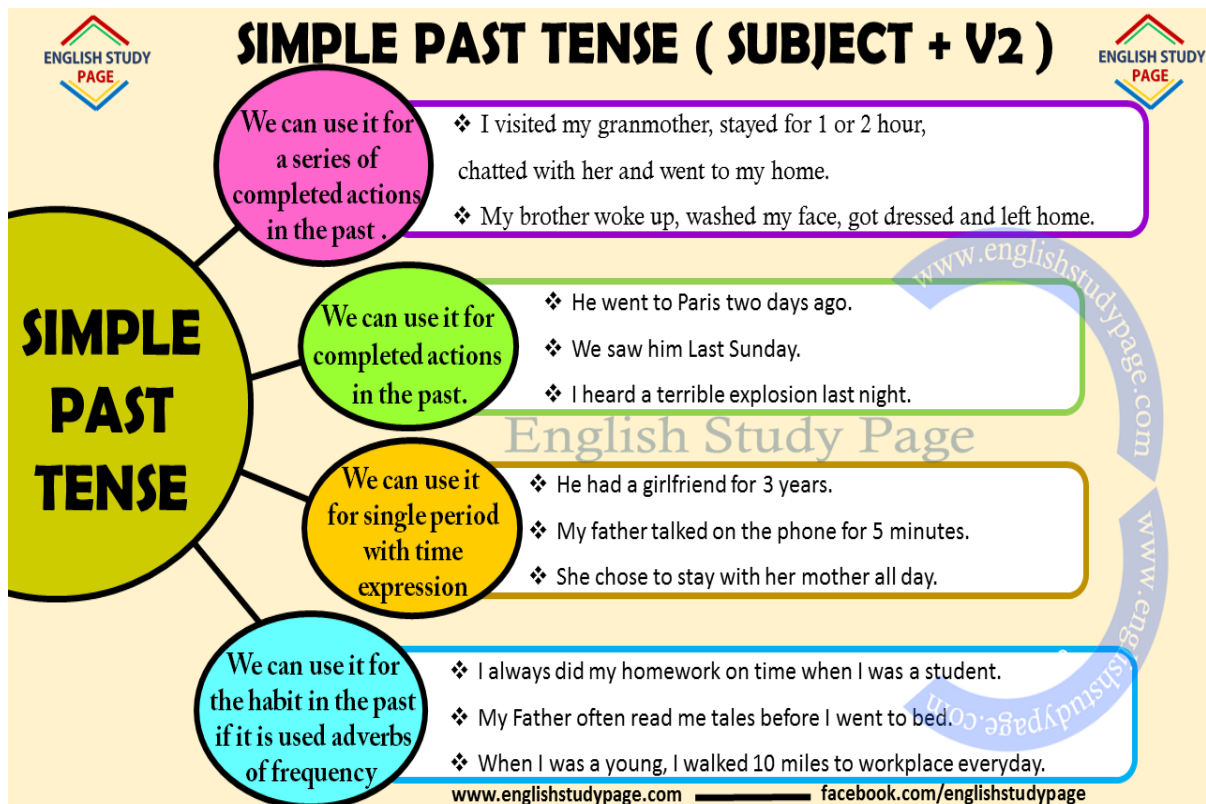 ENGLISH STUDY
PAGE
SIMPLE PAST TENSE ( SUBJECT + V2 )
ENGLISH STUDY
PAGE
SIMPLE
PAST
TENSE
We can use it for
a series of
completed actions
in the past .
❖ I visited my granmother, stayed for 1 or 2 hour,
chatted with her and went to my home.
❖ My brother woke up, washed my face, got dressed and left home.
We can use it for
completed actions
in the past.
❖ He went to Paris two days ago.
❖ We saw him Last Sunday.
❖ I heard a terrible explosion last night.
English Study Page
We can use it
for single period
with time
expression
❖ He had a girlfriend for 3 years.
❖ My father talked on the phone for 5 minutes.
❖ She chose to stay with her mother all day.
We can use it for
the habit in the past
if it is used adverbs
of frequency
❖ I always did my homework on time when I was a student.
❖ My Father often read me tales before I went to bed.
❖ When I was a young, I walked 10 miles to workplace everyday.
www.englishstudypage.com
www.englishstudypage.com
www.englishstudypage.com
facebook.com/englishstudypage